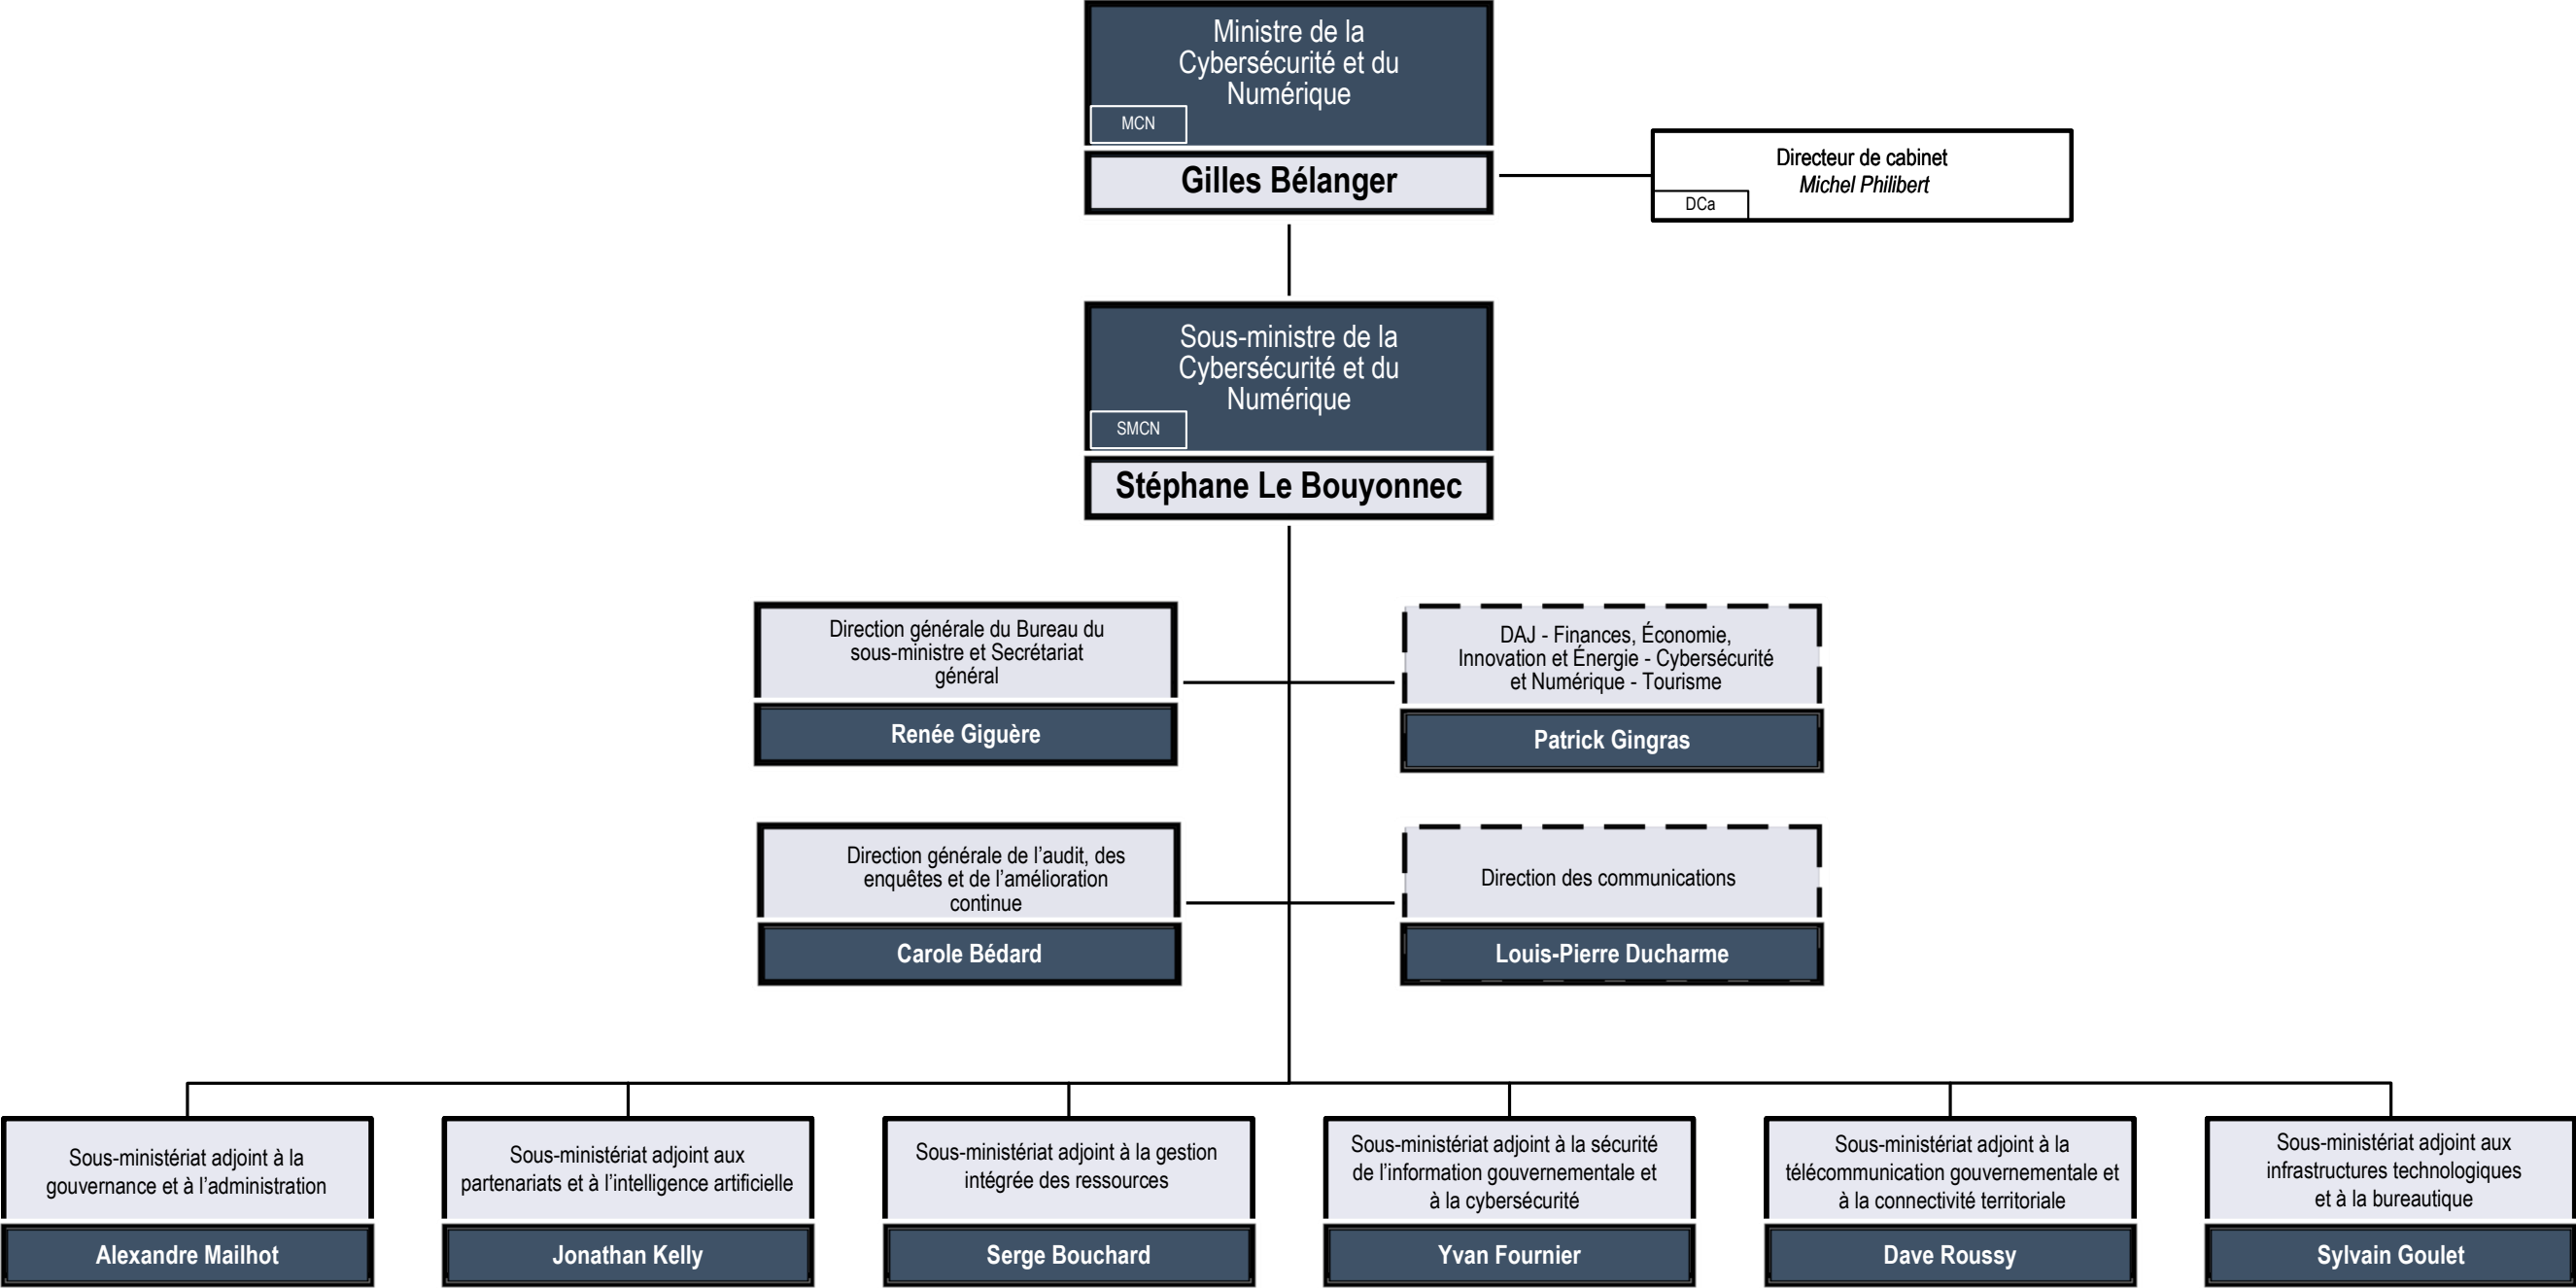 Ministre de la
Cybersécurité et du
Numérique
MCN
Gilles Bélanger
Directeur de cabinet
Michel Philibert
DCa
Sous-ministre de la
Cybersécurité et du
Numérique
SMCN
Stéphane Le Bouyonnec
Direction générale du Bureau du
sous-ministre et Secrétariat
général
Renée Giguère
DAJ - Finances, Économie,
Innovation et Énergie - Cybersécurité
et Numérique - Tourisme
Patrick Gingras
Direction générale de l’audit, des
enquêtes et de l’amélioration
continue
Carole Bédard
Direction des communications
Louis-Pierre Ducharme
Sous-ministériat adjoint à la
gouvernance et à l’administration
Alexandre Mailhot
Sous-ministériat adjoint aux
partenariats et à l’intelligence artificielle
Jonathan Kelly
Sous-ministériat adjoint à la gestion
intégrée des ressources
Serge Bouchard
Sous-ministériat adjoint à la sécurité
de l’information gouvernementale et
à la cybersécurité
Yvan Fournier
Sous-ministériat adjoint à la
télécommunication gouvernementale et
à la connectivité territoriale
Dave Roussy
Sous-ministériat adjoint aux
infrastructures technologiques
et à la bureautique
Sylvain Goulet